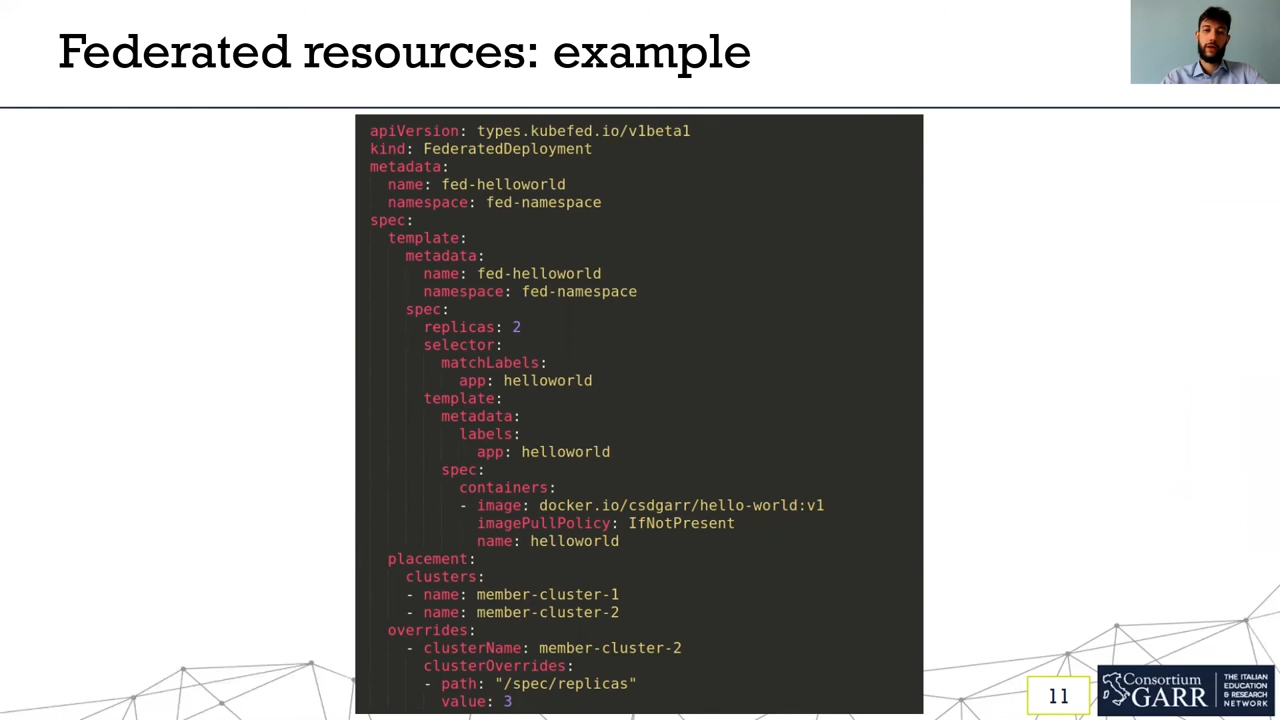 Federated resources: example
apiVersion: types.kubefed.io/v1beta1
kind: FederatedDeployment
metadata:
  name: fed-helloworld
  namespace: fed-namespace
spec:
  template:
    metadata:
      name: fed-helloworld
      namespace: fed-namespace
    spec:
      replicas: 2
      selector:
        matchLabels:
          app: helloworld
      template:
        metadata:
          labels:
            app: helloworld
        spec:
          containers:
          - image: docker.io/csdgarr/hello-world:v1
            imagePullPolicy: IfNotPresent
            name: helloworld
  placement:
    clusters:
    - name: member-cluster-1
    - name: member-cluster-2
  overrides:
    - clusterName: member-cluster-2
      clusterOverrides:
      - path: "/spec/replicas"
        value: 3
11
Consortium
GARR
THE ITALIAN
EDUCATION
& RESEARCH
NETWORK